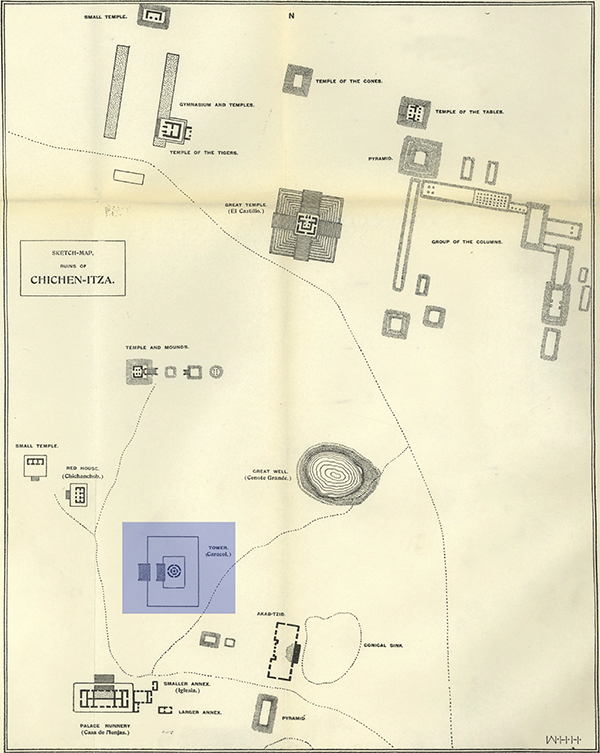 SMALL TEMPLE.
N
TEMPLE OF THE CONES.
GYMNASIUM AND TEMPLES.
TEMPLE OF THE TABLES.
TEMPLE OF THE TIGERS.
PYRAMID.
GREAT TEMPLE.
(El Castillo.)
GROUP OF THE COLUMNS.
SKETCH-MAP,
RUINS OF
CHICHEN-ITZA.
TEMPLE AND MOUNDS.
SMALL TEMPLE.
RED HOUSE.
(Chichanchob.)
GREAT WELL.
(Cenote Grande.)
TOWER.
(Caracol.)
AKAB-TZIB.
CONICAL SINK.
SMALLER ANNEX.
(Iglesia.)
LARGER ANNEX.
PYRAMID
PALACE NUNNERY
(Casa de Monjas.)